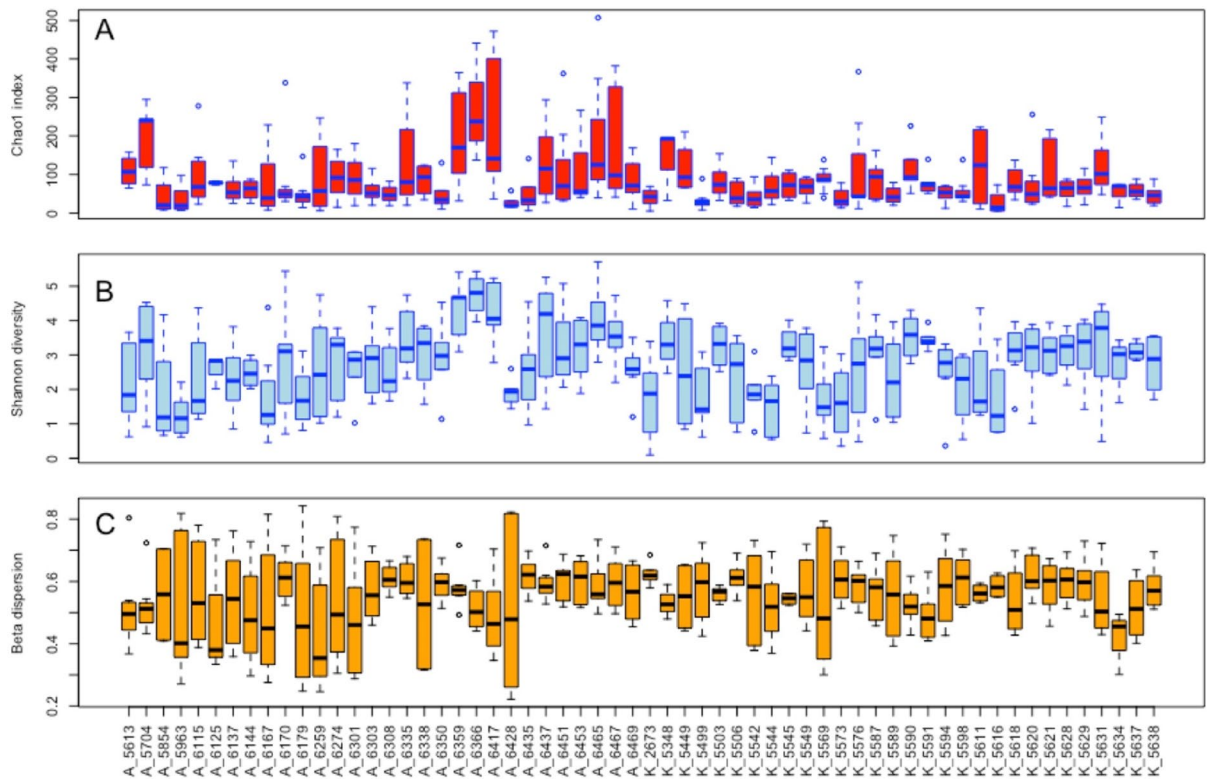 A
Chao1 index
0 100 200 300 400 500
B
Shannon diversity
0 1 2 3 4 5
C
Beta dispersion
0.2 0.4 0.6 0.8
A_5613
A_5704
A_5854
A_5963
A_6115
A_6125
A_6137
A_6144
A_6167
A_6170
A_6179
A_6259
A_6274
A_6301
A_6303
A_6308
A_6335
A_6338
A_6350
A_6359
A_6366
A_6417
A_6428
A_6435
A_6437
A_6451
A_6453
A_6465
A_6467
A_6469
K_2673
K_5348
K_5449
K_5499
K_5503
K_5506
K_5542
K_5544
K_5545
K_5549
K_5569
K_5573
K_5576
K_5587
K_5589
K_5590
K_5591
K_5594
K_5598
K_5611
K_5616
K_5618
K_5620
K_5621
K_5628
K_5629
K_5631
K_5634
K_5637
K_5638